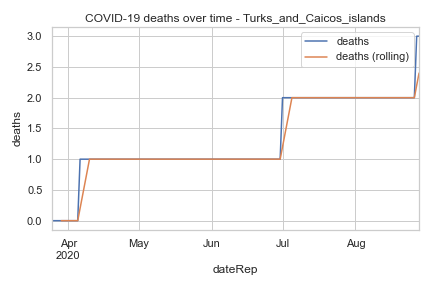 COVID-19 deaths over time - Turks_and_Caicos_islands
deaths
deaths (rolling)
3.0
2.5
2.0
1.5
1.0
0.5
0.0
deaths
Apr May Jun Jul Aug
2020
dateRep